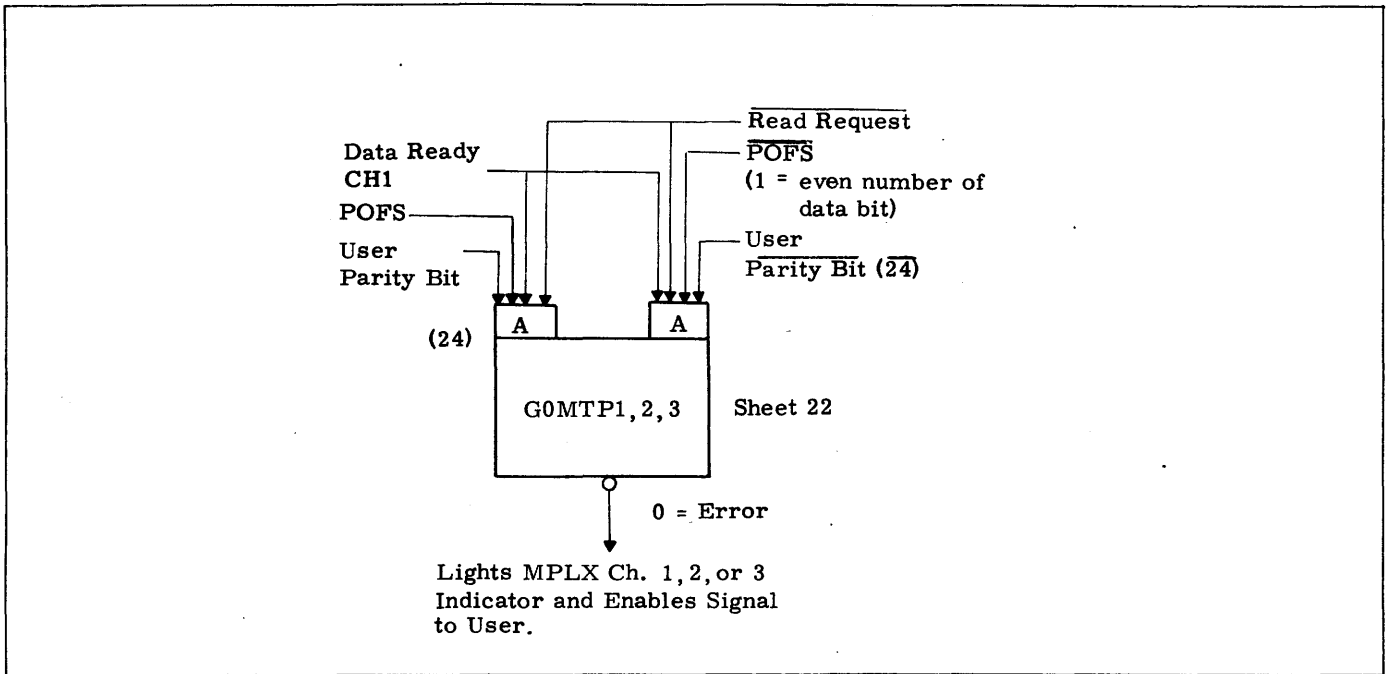 Data Ready
CH1
POFS
User
Parity Bit
(24)
Read Request
POFS
(1 = even number of
data bit)
User
Parity Bit (24)
A
A
G0MTP1,2,3
Sheet 22
0 = Error
Lights MPLX Ch. 1,2, or 3
Indicator and Enables Signal
to User.